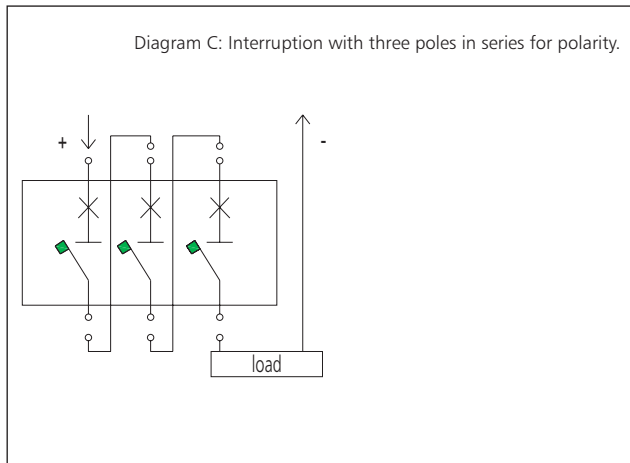 Diagram C: Interruption with three poles in series for polarity.
+
-
load